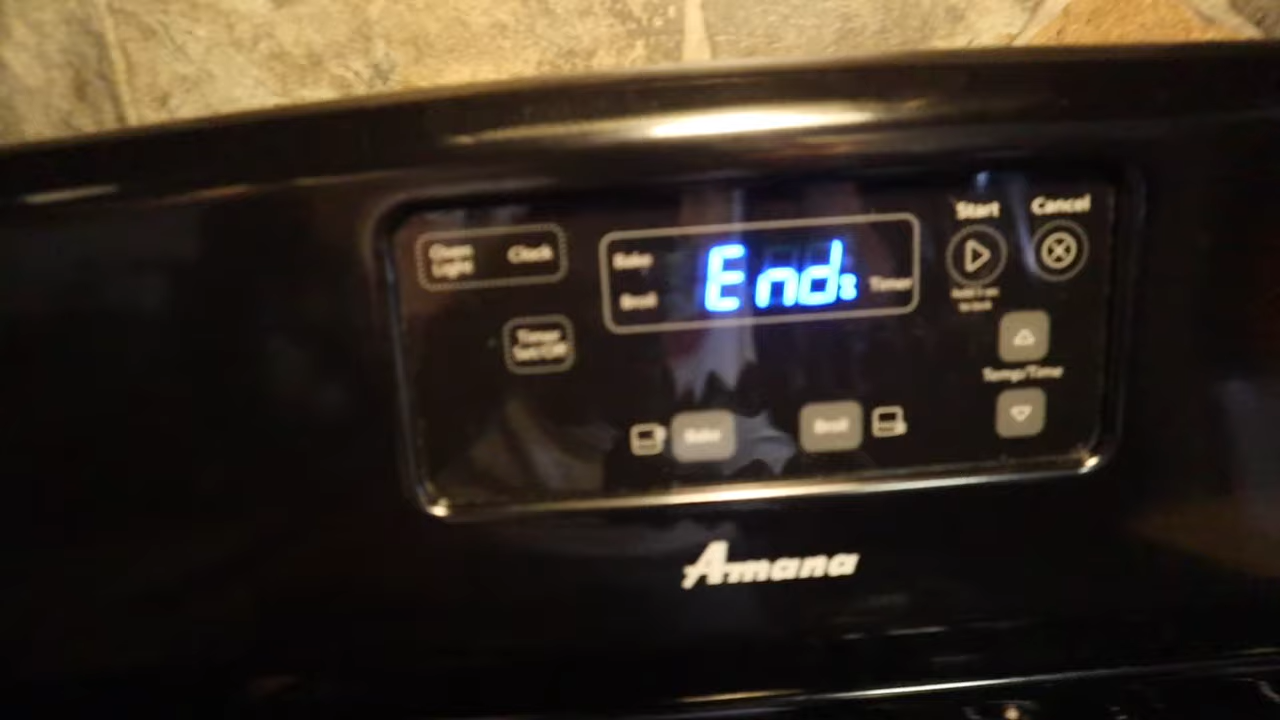 Start Cancel
Oven Light Clock
Bake
End
Broil
Timer
Timer
Set/Off
Temp/Time
Bake
Broil
Amana